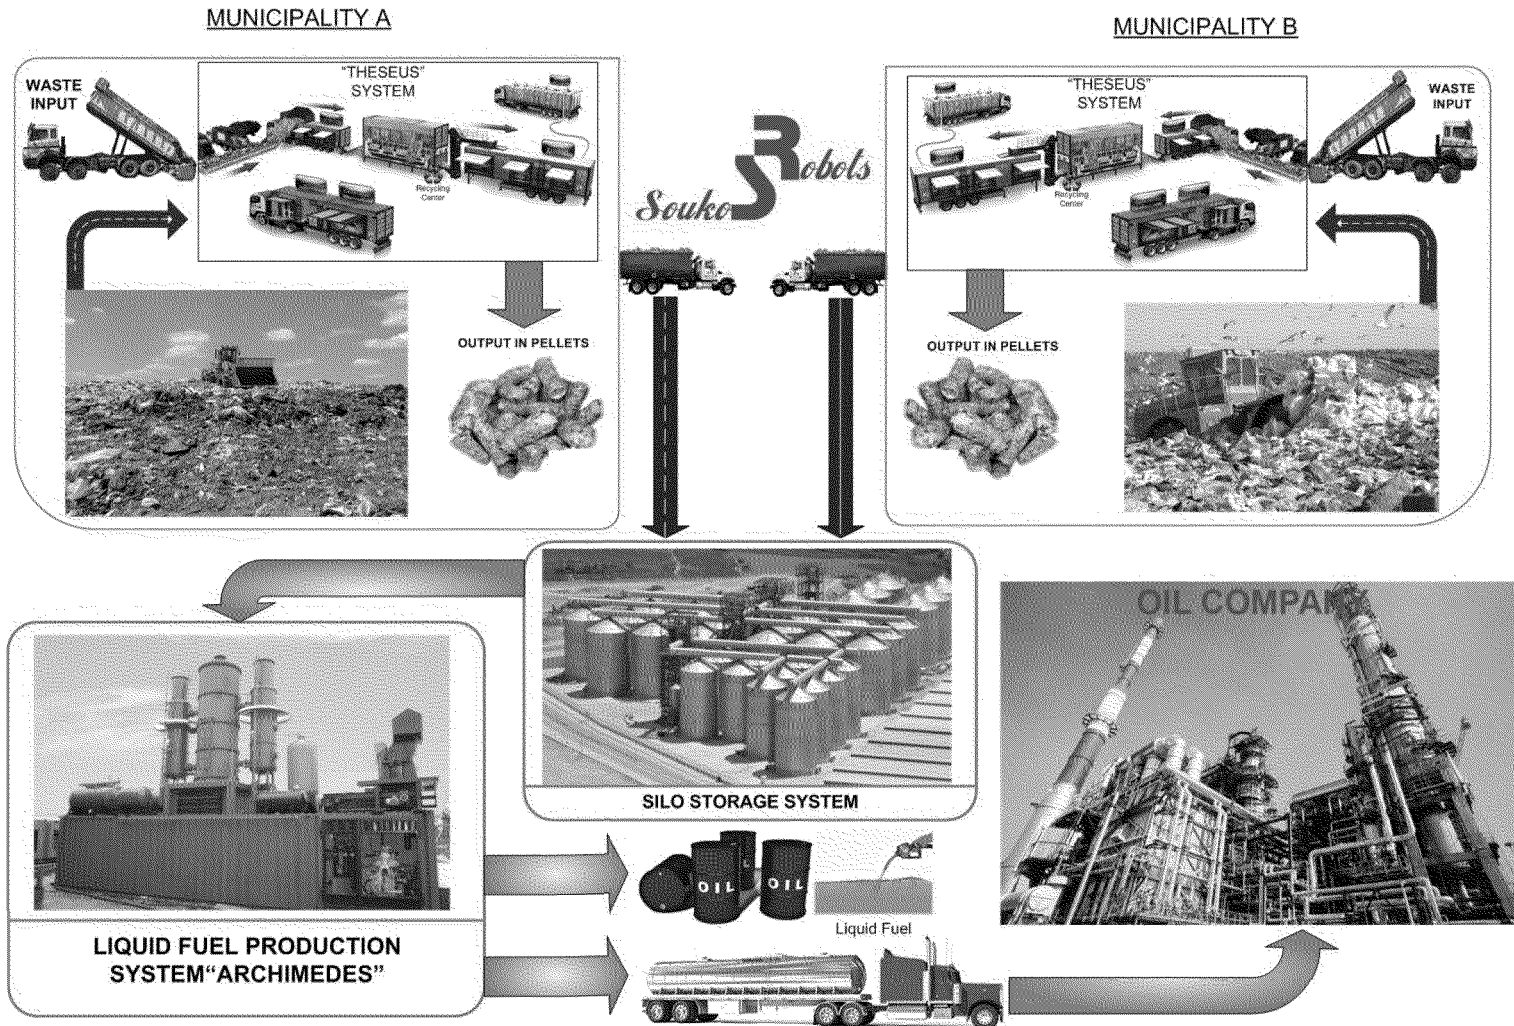 MUNICIPALITY A
MUNICIPALITY B
WASTE
INPUT
"THESEUS"
SYSTEM
Recycling
Center
OUTPUT IN PELLETS
Souko
Robots
"THESEUS"
SYSTEM
WASTE
INPUT
Recycling
Center
OUTPUT IN PELLETS
SILO STORAGE SYSTEM
OIL COMPANY
LIQUID FUEL PRODUCTION
SYSTEM“ARCHIMEDES”
OIL
OIL
Liquid Fuel